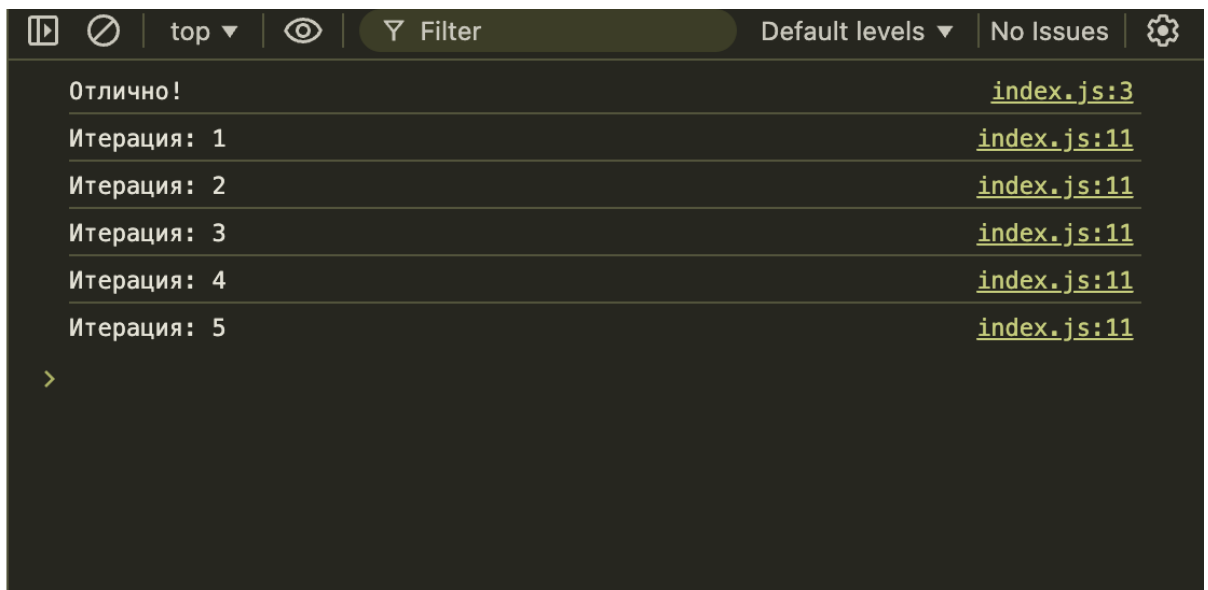 top Filter Default levels No Issues
Отлично! index.js:3
Итерация: 1 index.js:11
Итерация: 2 index.js:11
Итерация: 3 index.js:11
Итерация: 4 index.js:11
Итерация: 5 index.js:11